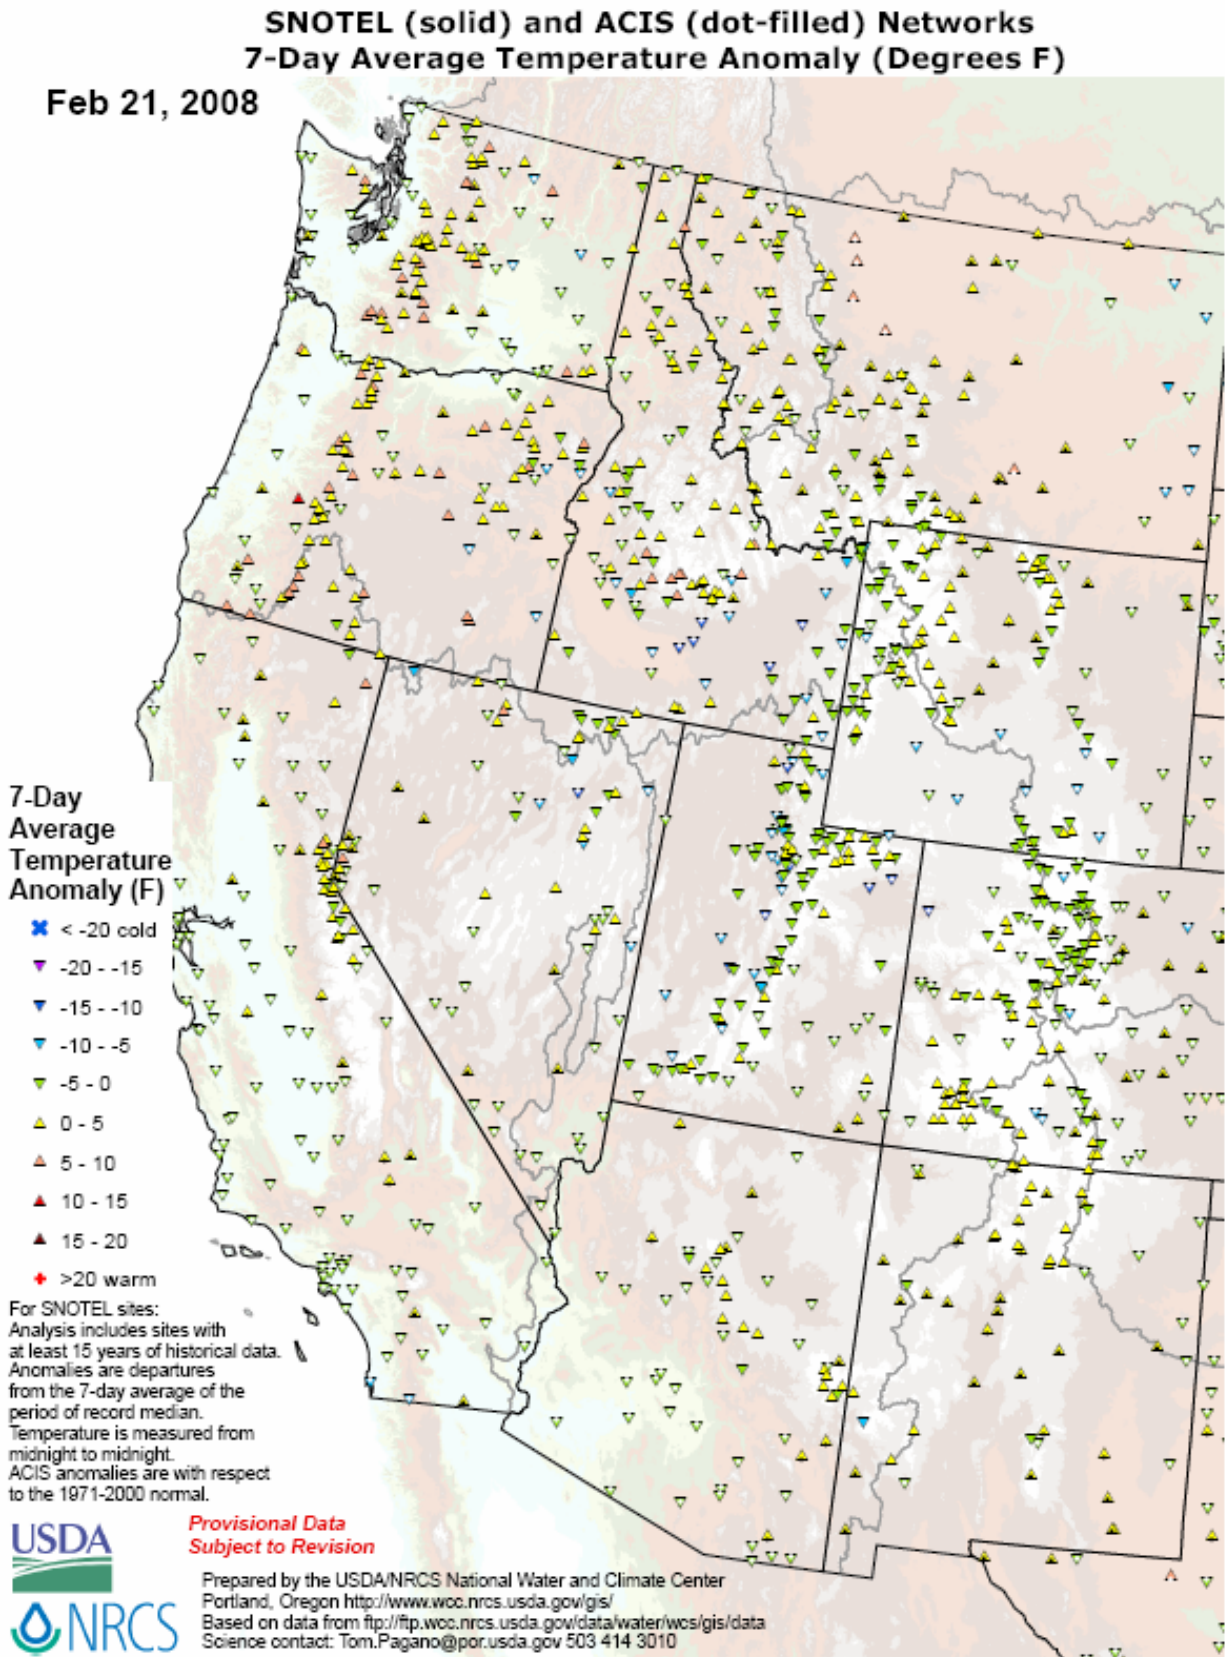 SNOTEL (solid) and ACIS (dot-filled) Networks
7-Day Average Temperature Anomaly (Degrees F)
Feb 21, 2008
7-Day
Average
Temperature
Anomaly (F)
< -20 cold
-20 - -15
-15 - -10
-10 - -5
-5 - 0
0 - 5
5 - 10
10 - 15
15 - 20
>20 warm
For SNOTEL sites:
Analysis includes sites with
at least 15 years of historical data.
Anomalies are departures
from the 7-day average of the
period of record median.
Temperature is measured from
midnight to midnight.
ACIS anomalies are with respect
to the 1971-2000 normal.
USDA
NRCS
Provisional Data
Subject to Revision
Prepared by the USDA/NRCS National Water and Climate Center
Portland, Oregon http://www.wcc.nrcs.usda.gov/gis/
Based on data from ftp://ftp.wcc.nrcs.usda.gov/data/water/wcs/gis/data
Science contact: Tom.Pagano@por.usda.gov 503 414 3010